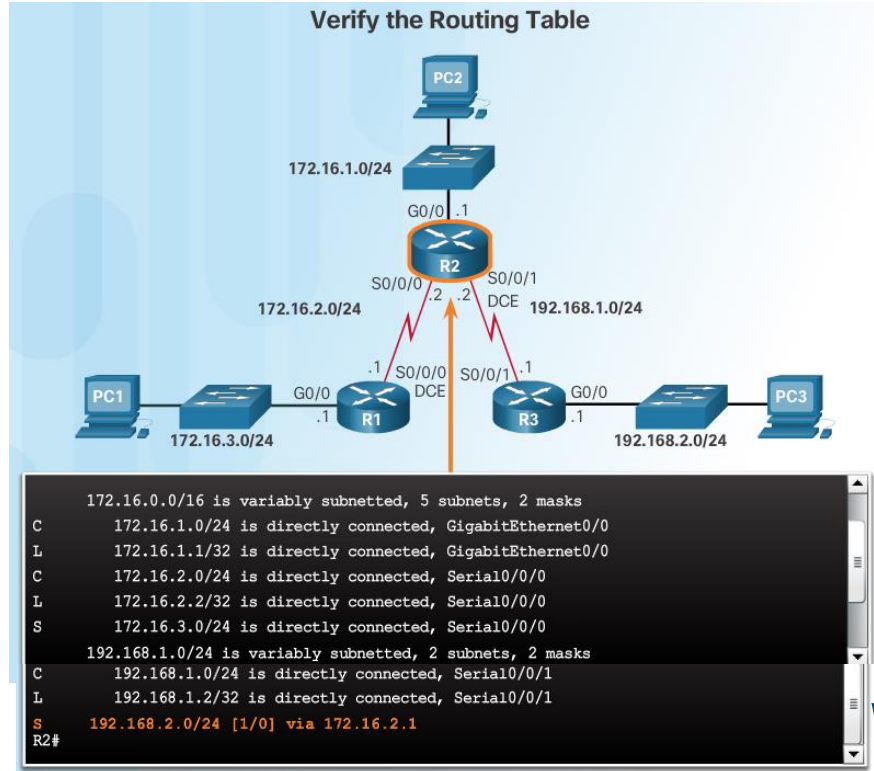 Verify the Routing Table
PC2
172.16.1.0/24
G0/0 .1
R2
S0/0/0 .2 .2 S0/0/1
DCE
172.16.2.0/24
192.168.1.0/24
.1 S0/0/0
DCE
S0/0/1 .1
PC1
G0/0
.1
R1
172.16.3.0/24
R3
G0/0
.1
192.168.2.0/24
PC3
172.16.0.0/16 is variably subnetted, 5 subnets, 2 masks
C 172.16.1.0/24 is directly connected, GigabitEthernet0/0
L 172.16.1.1/32 is directly connected, GigabitEthernet0/0
C 172.16.2.0/24 is directly connected, Serial0/0/0
L 172.16.2.2/32 is directly connected, Serial0/0/0
S 172.16.3.0/24 is directly connected, Serial0/0/0
192.168.1.0/24 is variably subnetted, 2 subnets, 2 masks
C 192.168.1.0/24 is directly connected, Serial0/0/1
L 192.168.1.2/32 is directly connected, Serial0/0/1
S 192.168.2.0/24 [1/0] via 172.16.2.1
R2#